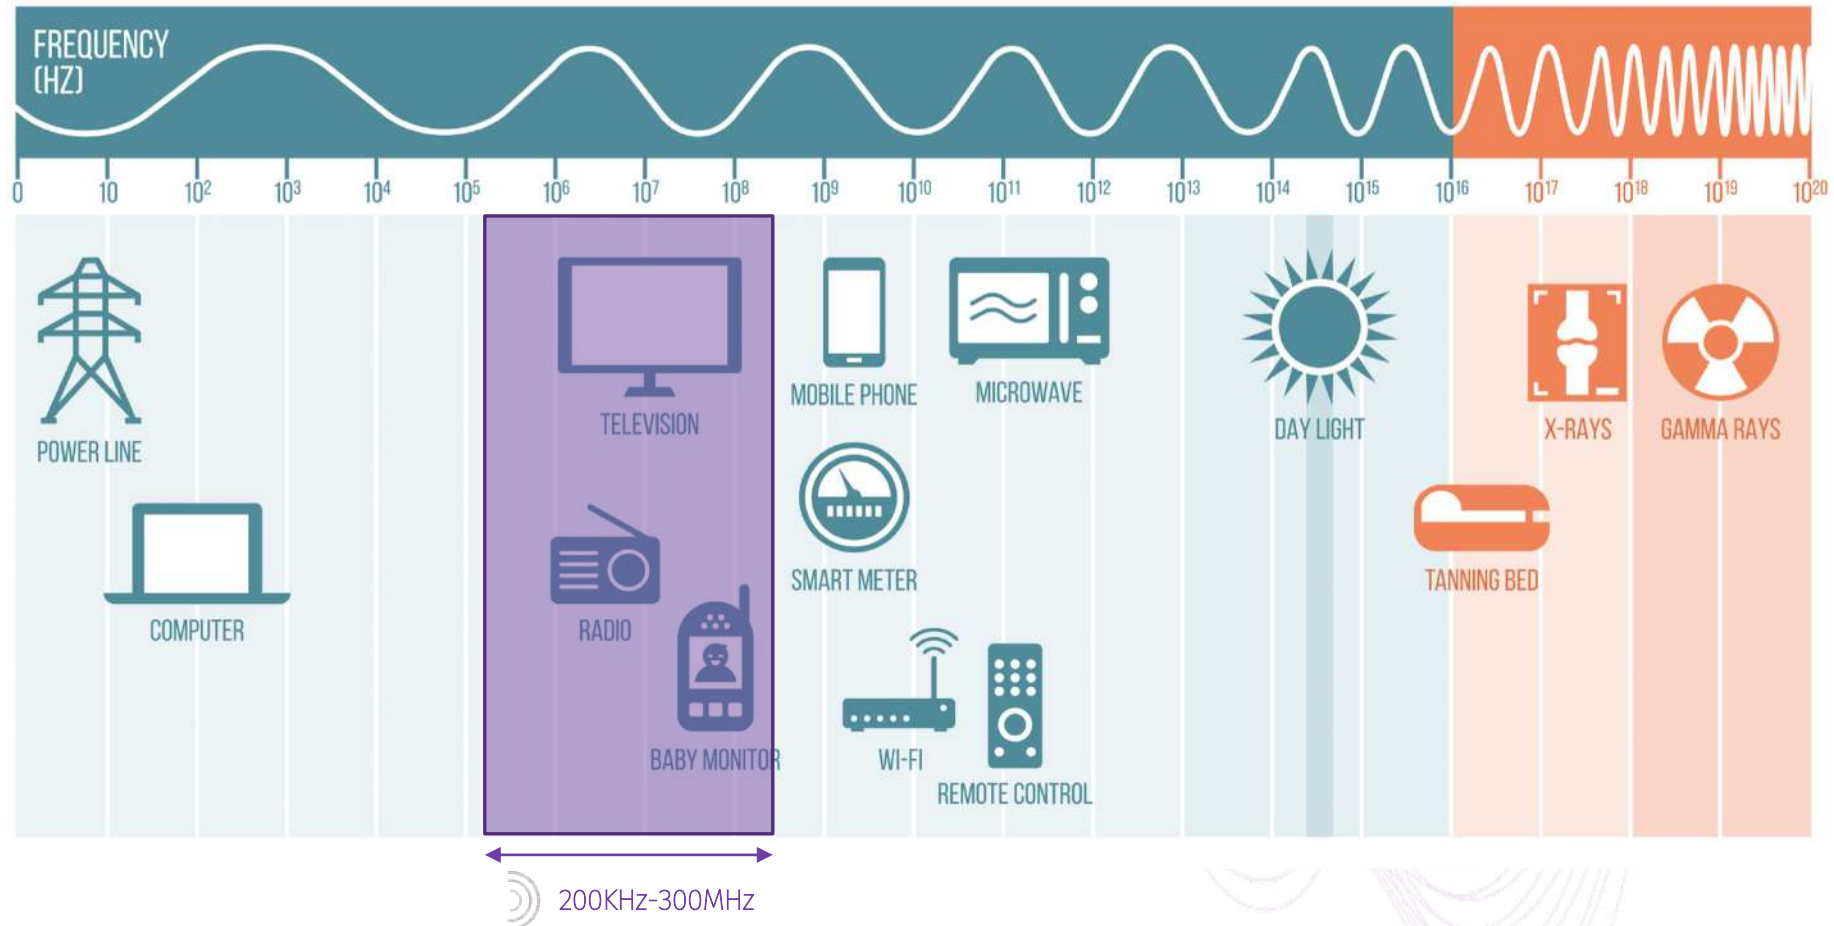 FREQUENCY
(HZ)
0 10 10² 10³ 10⁴ 10⁵ 10⁶ 10⁷ 10⁸ 10⁹ 10¹⁰ 10¹¹ 10¹² 10¹³ 10¹⁴ 10¹⁵ 10¹⁶ 10¹⁷ 10¹⁸ 10¹⁹ 10²⁰
POWER LINE
COMPUTER
TELEVISION
RADIO
BABY MONITOR
MOBILE PHONE
SMART METER
WI-FI
MICROWAVE
REMOTE CONTROL
DAY LIGHT
TANNING BED
X-RAYS
GAMMA RAYS
200KHz-300MHz